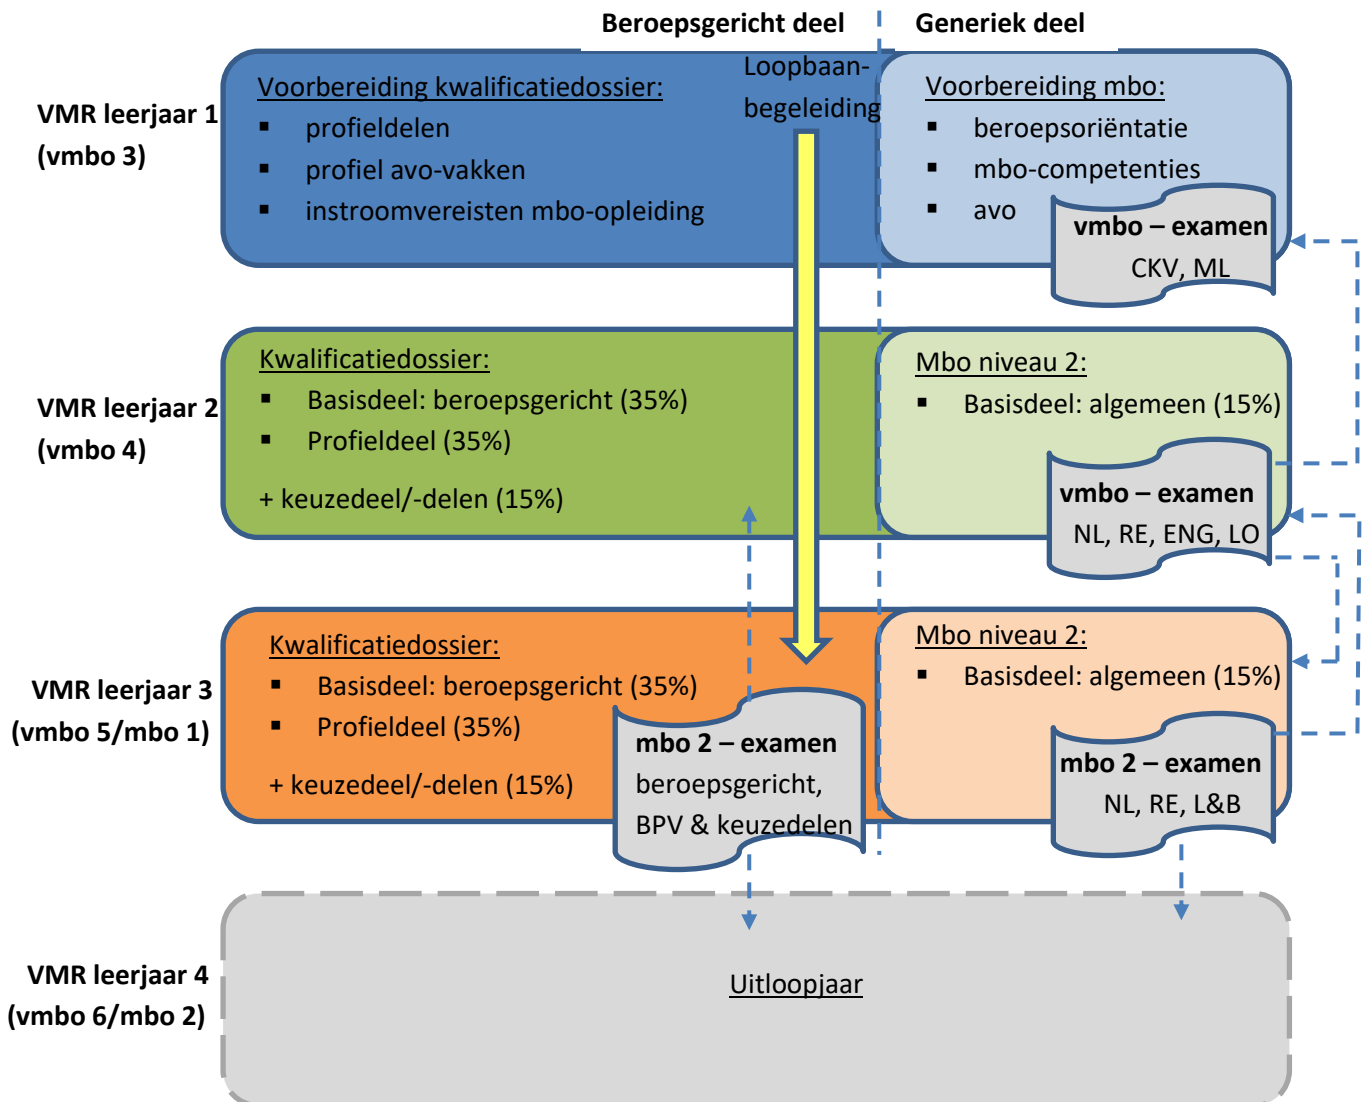 Beroepsgericht deel
Generiek deel
VMR leerjaar 1
(vmbo 3)
Voorbereiding kwalificatiedossier:
▪ profieldelen
▪ profiel avo-vakken
▪ instroomvereisten mbo-opleiding
Loopbaan-
begeleiding
Voorbereiding mbo:
▪ beroepsoriëntatie
▪ mbo-competenties
▪ avo
vmbo – examen
CKV, ML
VMR leerjaar 2
(vmbo 4)
Kwalificatiedossier:
▪ Basisdeel: beroepsgericht (35%)
▪ Profieldeel (35%)
+ keuzedeel/-delen (15%)
Mbo niveau 2:
▪ Basisdeel: algemeen (15%)
vmbo – examen
NL, RE, ENG, LO
VMR leerjaar 3
(vmbo 5/mbo 1)
Kwalificatiedossier:
▪ Basisdeel: beroepsgericht (35%)
▪ Profieldeel (35%)
+ keuzedeel/-delen (15%)
mbo 2 – examen
beroepsgericht,
BPV & keuzedelen
Mbo niveau 2:
▪ Basisdeel: algemeen (15%)
mbo 2 – examen
NL, RE, L&B
VMR leerjaar 4
(vmbo 6/mbo 2)
Uitloopjaar